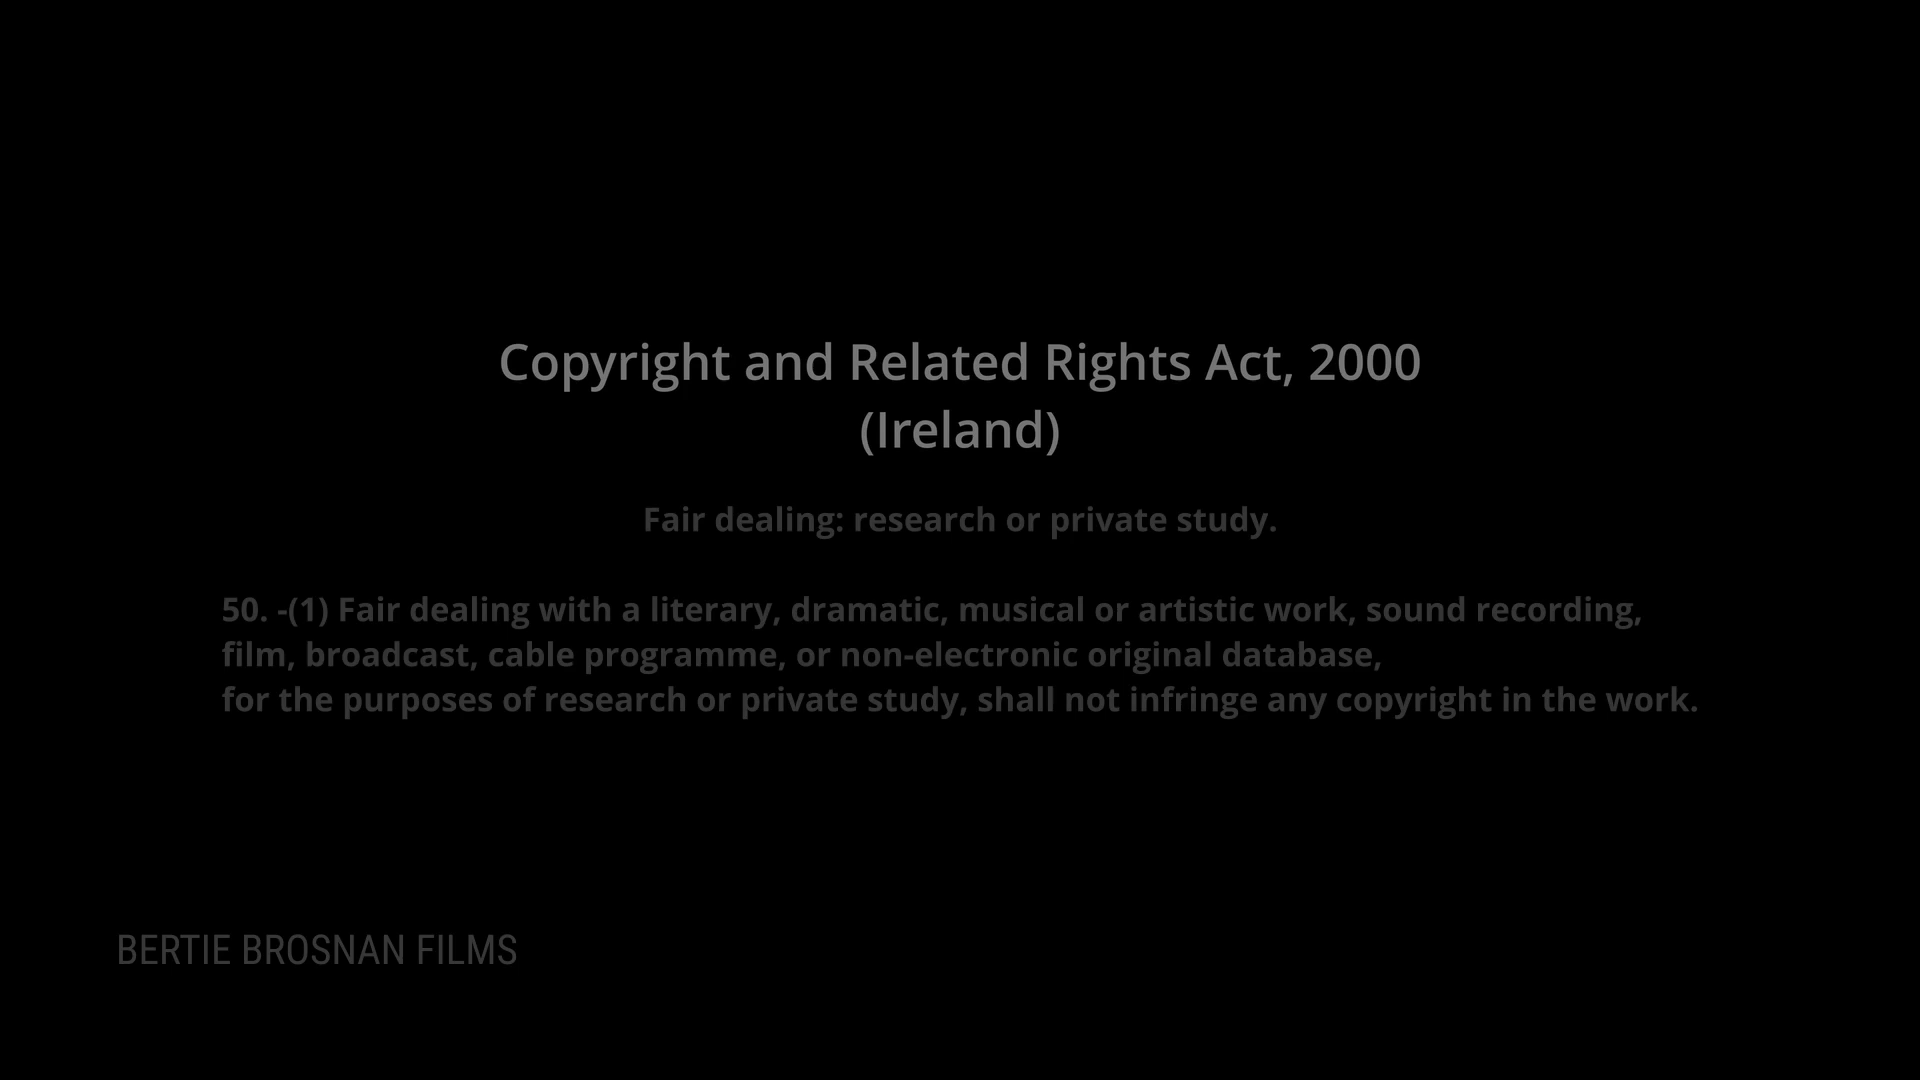 Copyright and Related Rights Act, 2000
(Ireland)
Fair dealing: research or private study.
50. -(1) Fair dealing with a literary, dramatic, musical or artistic work, sound recording,
film, broadcast, cable programme, or non-electronic original database,
for the purposes of research or private study, shall not infringe any copyright in the work.
BERTIE BROSNAN FILMS